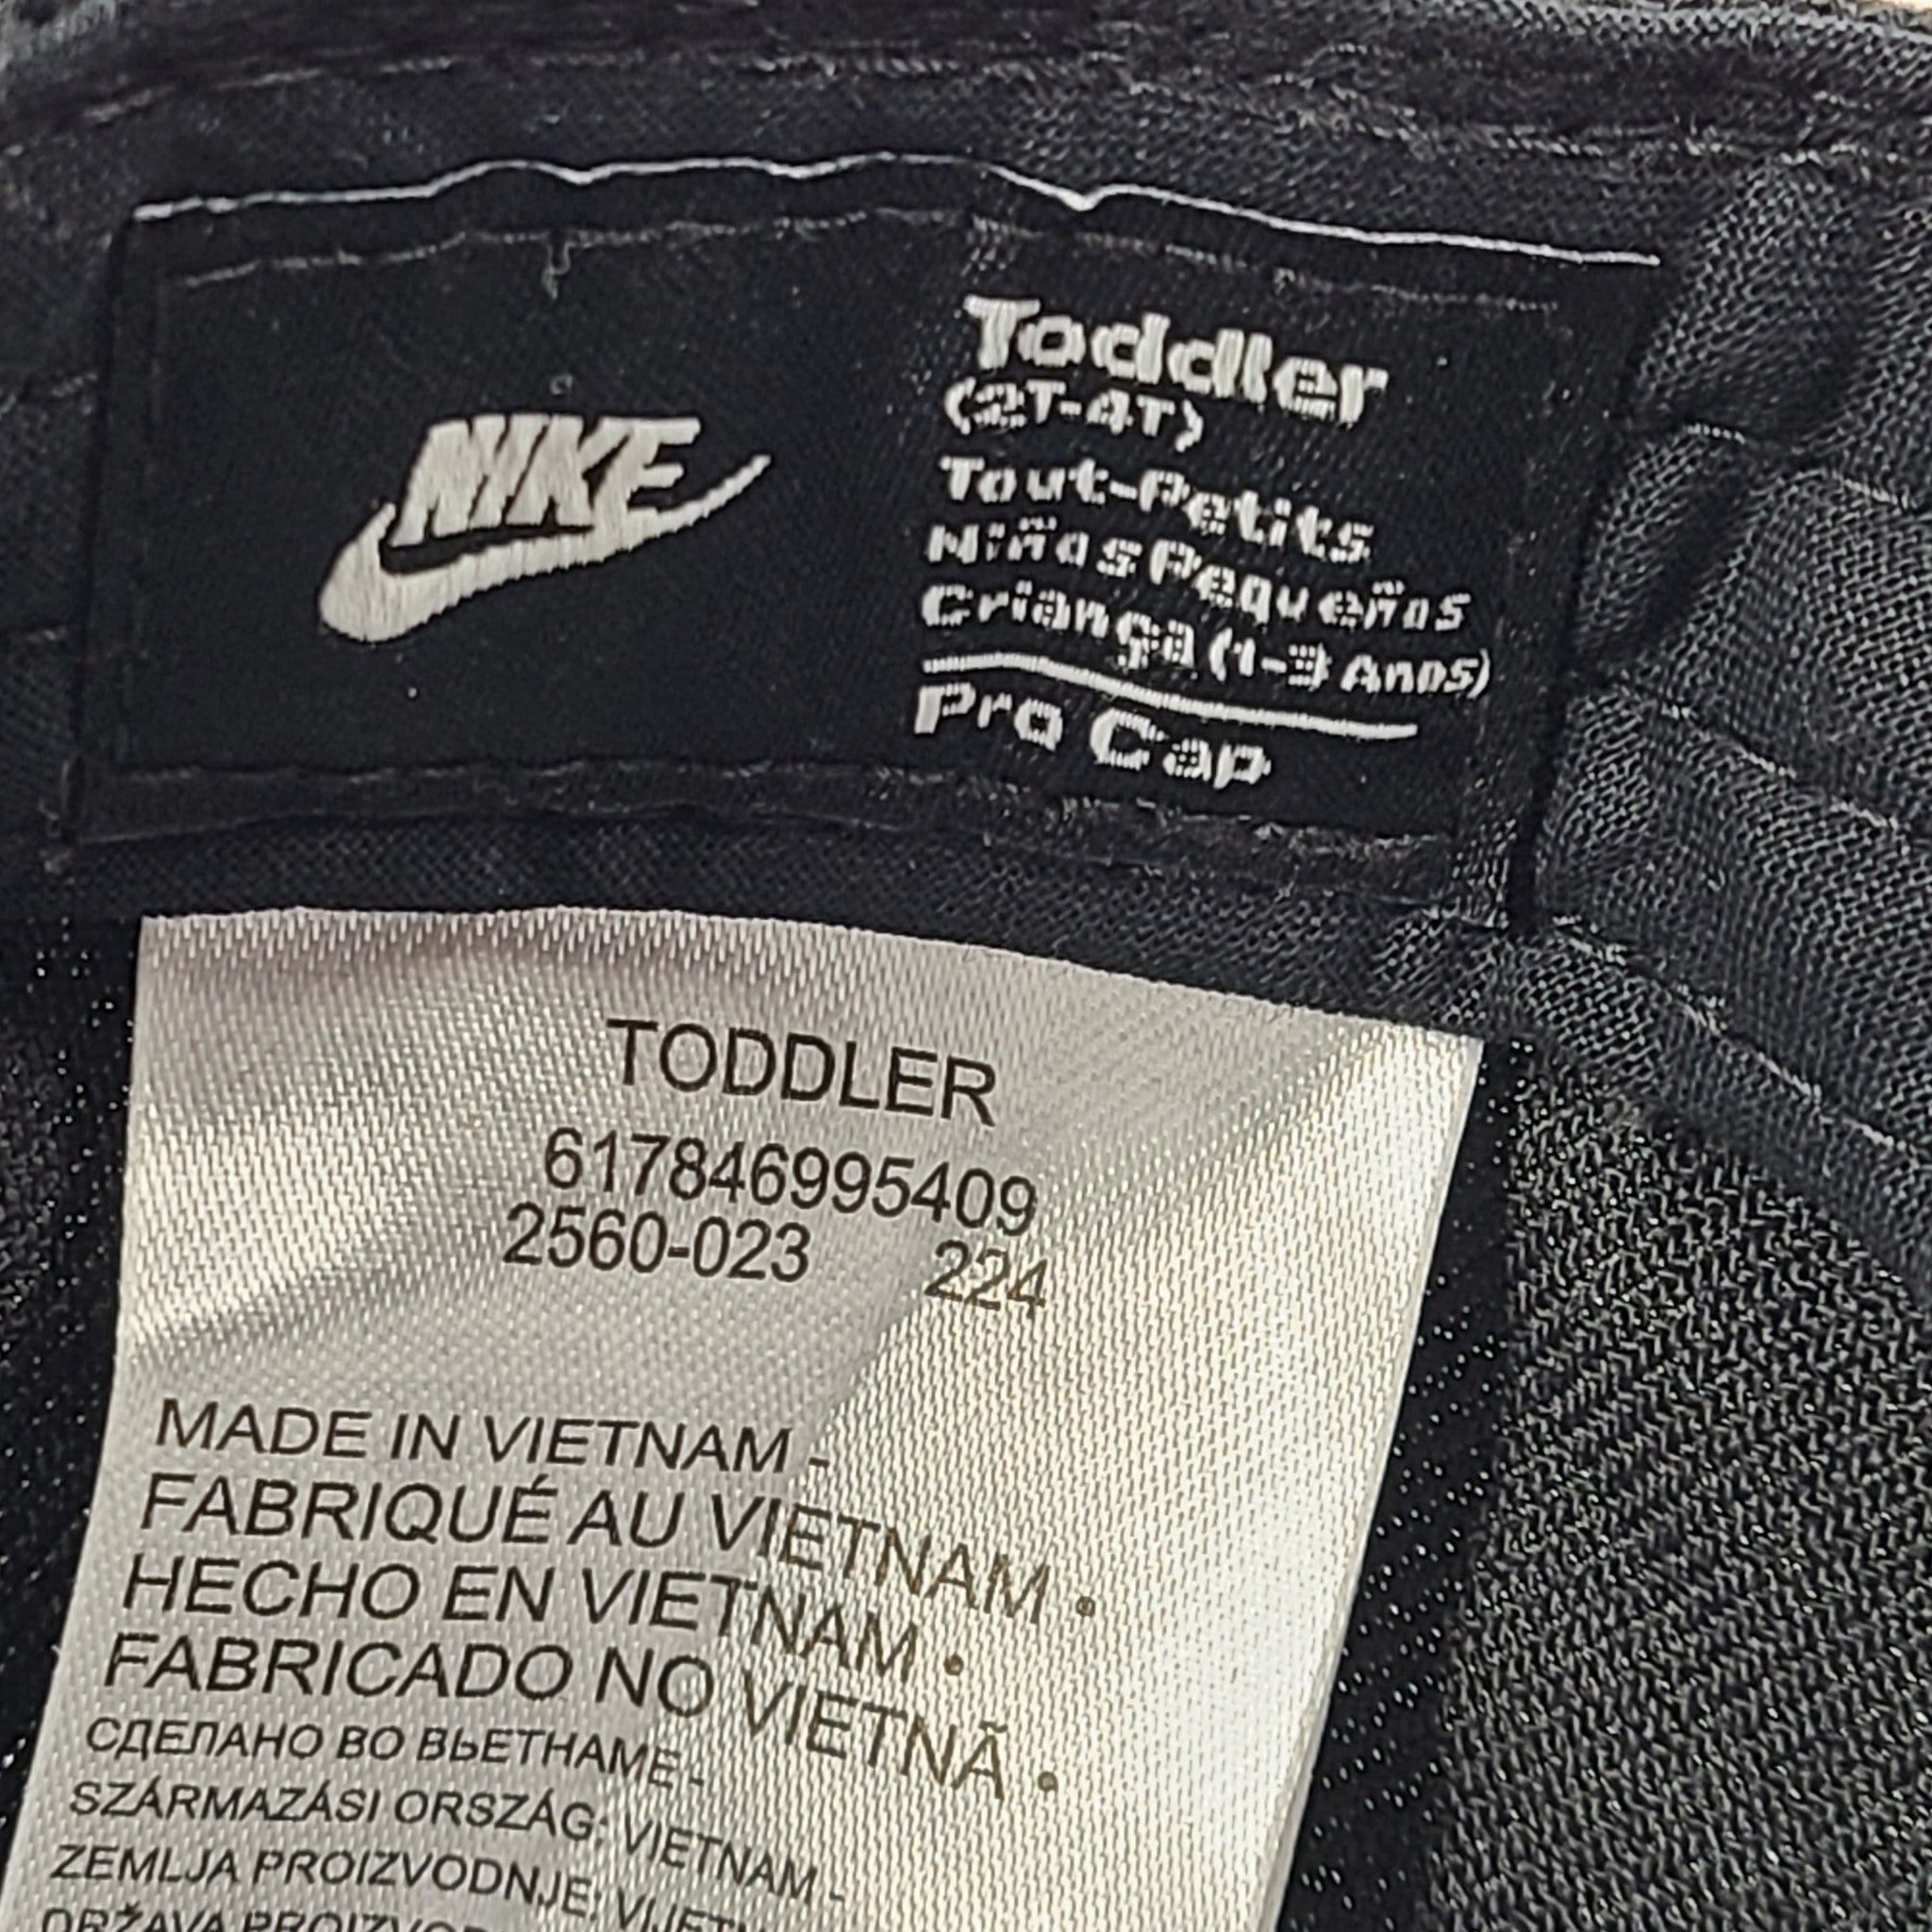 NIKE
Toddler
(2T-4T)
Tout-Petits
Niños Pequeños
Criança (1-3 Anos)
Pro Cap
TODDLER
617846995409
2560-023 224
MADE IN VIETNAM -
FABRIQUÉ AU VIETNAM •
HECHO EN VIETNAM •
FABRICADO NO VIETNÃ •
СДЕЛАНО ВО ВЬЕТНАМЕ -
SZÁRMAZÁSI ORSZÁG: VIETNAM -
ZEMLJA PROIZVODNJE:
DRŽAVA